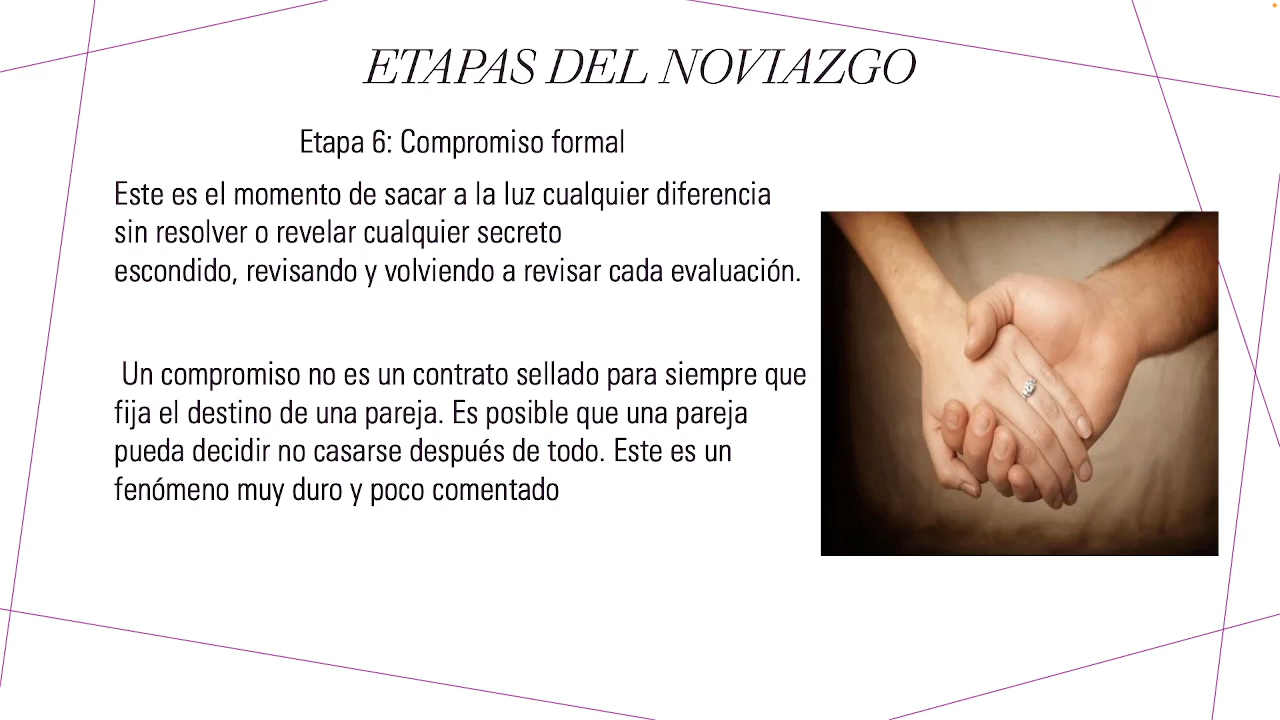 ETAPAS DEL NOVIAZGO
Etapa 6: Compromiso formal
Este es el momento de sacar a la luz cualquier diferencia
sin resolver o revelar cualquier secreto
escondido, revisando y volviendo a revisar cada evaluación.
Un compromiso no es un contrato sellado para siempre que
fija el destino de una pareja. Es posible que una pareja
pueda decidir no casarse después de todo. Este es un
fenómeno muy duro y poco comentado